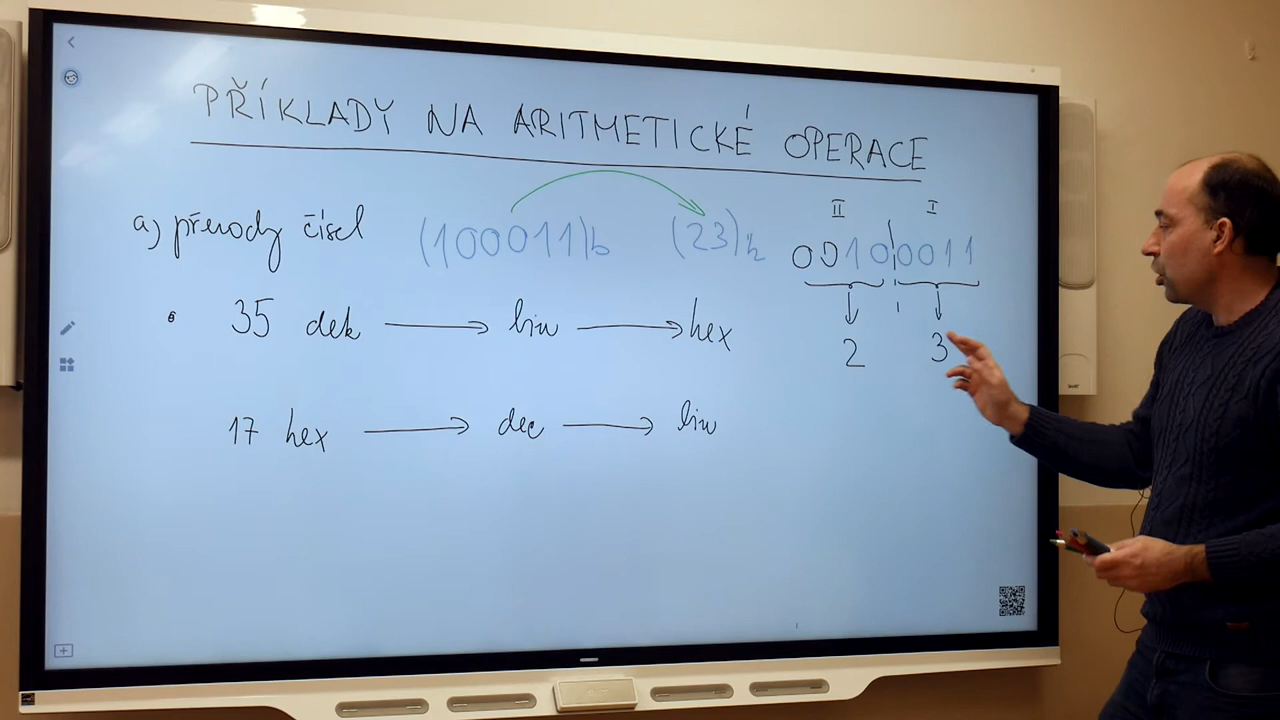 PŘÍKLADY NA ARITMETICKÉ OPERACE
a) převody čísel (100011)b (23)h
II I
0010 0011
2 3
35 dek → bin → hex
17 hex → dec → bin